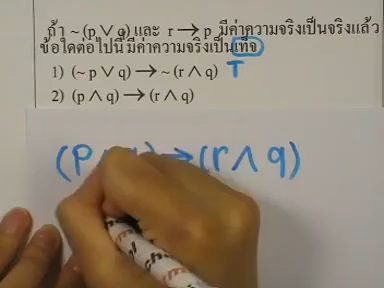 ถ้า ~ (p ∨ q) และ r → p มีค่าความจริงเป็นจริงแล้ว
ข้อใดต่อไปนี้ มีค่าความจริงเป็นเท็จ
1) (~ p ∨ q) → ~ (r ∧ q) T
2) (p ∧ q) → (r ∧ q)
(p → (r ∧ q)